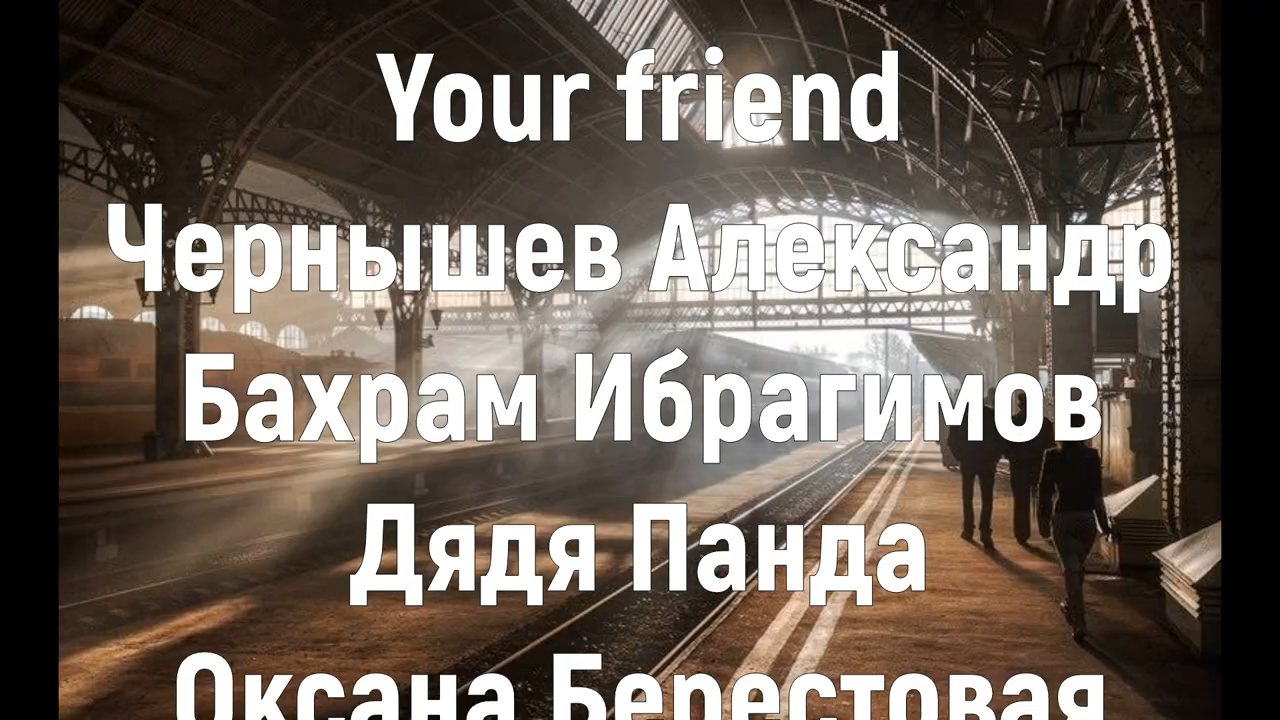 Your friend
Чернышев Александр
Бахрам Ибрагимов
Дядя Панда
Оксана Берестовая